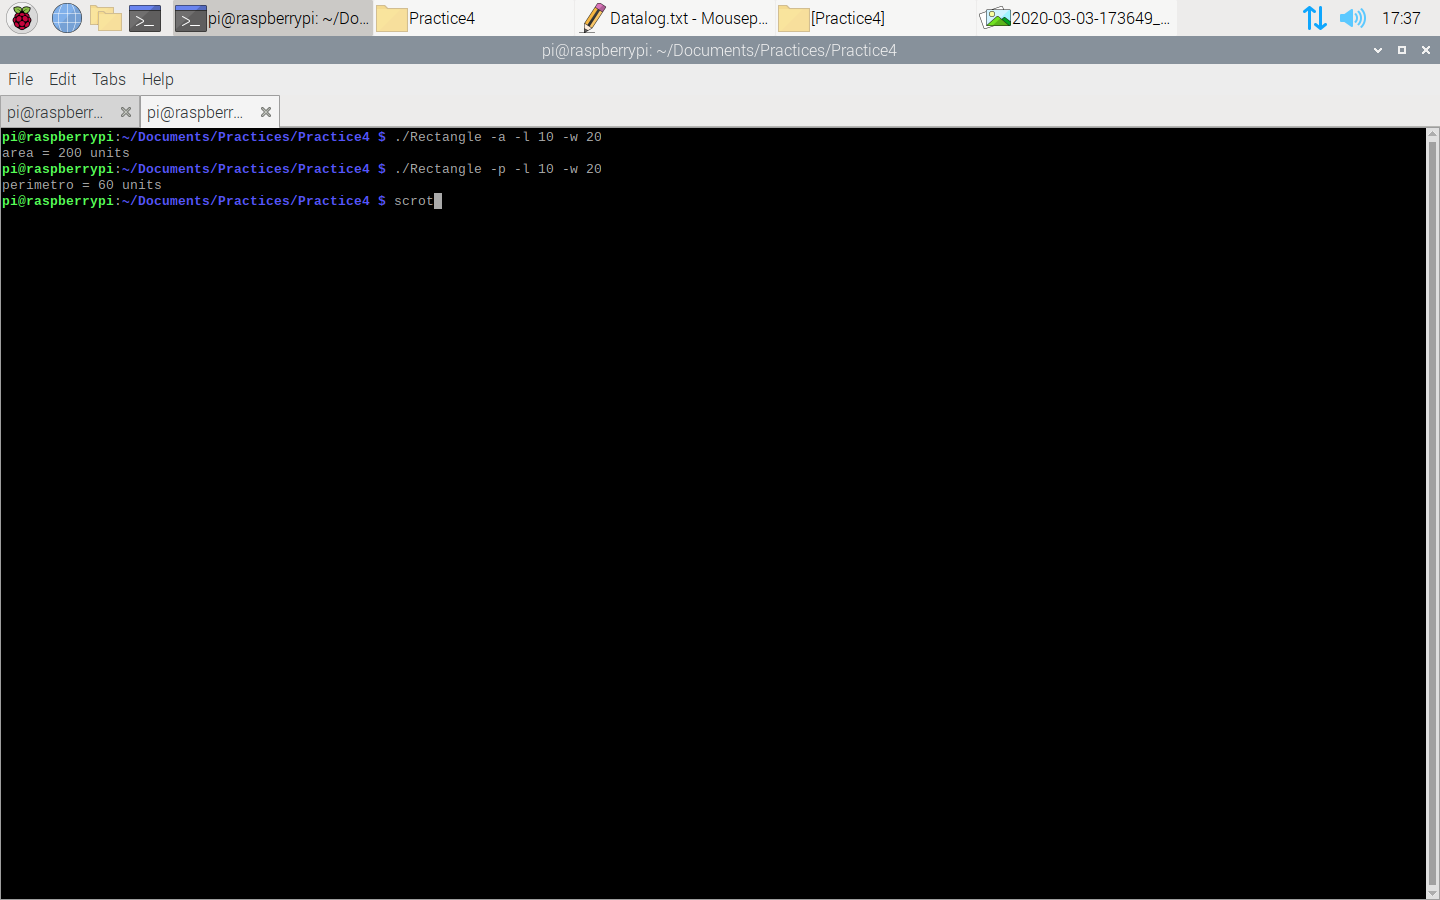 pi@raspberrypi: ~/Do...
Practice4
Datalog.txt - Mousep...
[Practice4]
2020-03-03-173649_...
17:37
pi@raspberrypi: ~/Documents/Practices/Practice4
File Edit Tabs Help
pi@raspberr...
pi@raspberr...
pi@raspberrypi:~/Documents/Practices/Practice4 $ ./Rectangle -a -l 10 -w 20
area = 200 units
pi@raspberrypi:~/Documents/Practices/Practice4 $ ./Rectangle -p -l 10 -w 20
perimetro = 60 units
pi@raspberrypi:~/Documents/Practices/Practice4 $ scrot